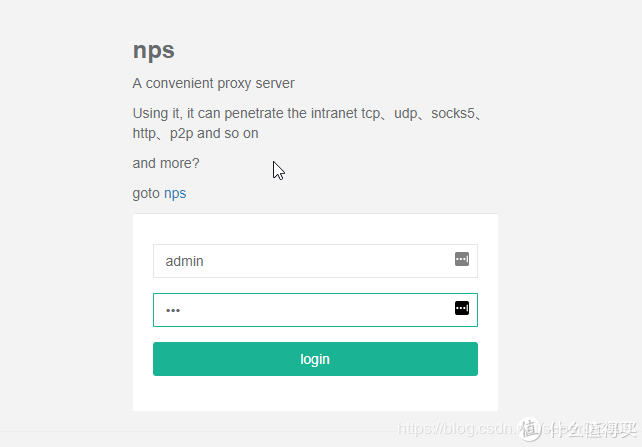 nps
A convenient proxy server
Using it, it can penetrate the intranet tcp、udp、socks5、
http、p2p and so on
and more?
goto nps
admin
•••
login
https://blog.csdn.n
值 什么值得买